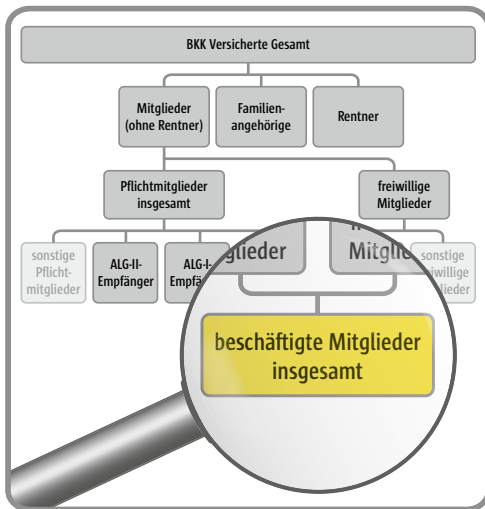 BKK Versicherte Gesamt
Mitglieder
(ohne Rentner)
Familien-
angehörige
Rentner
Pflichtmitglieder
insgesamt
freiwillige
Mitglieder
sonstige
Pflicht-
mitglieder
ALG-II-
Empfänger
ALG-I-
glieder
sonstige
beschäftigte Mitglieder
insgesamt